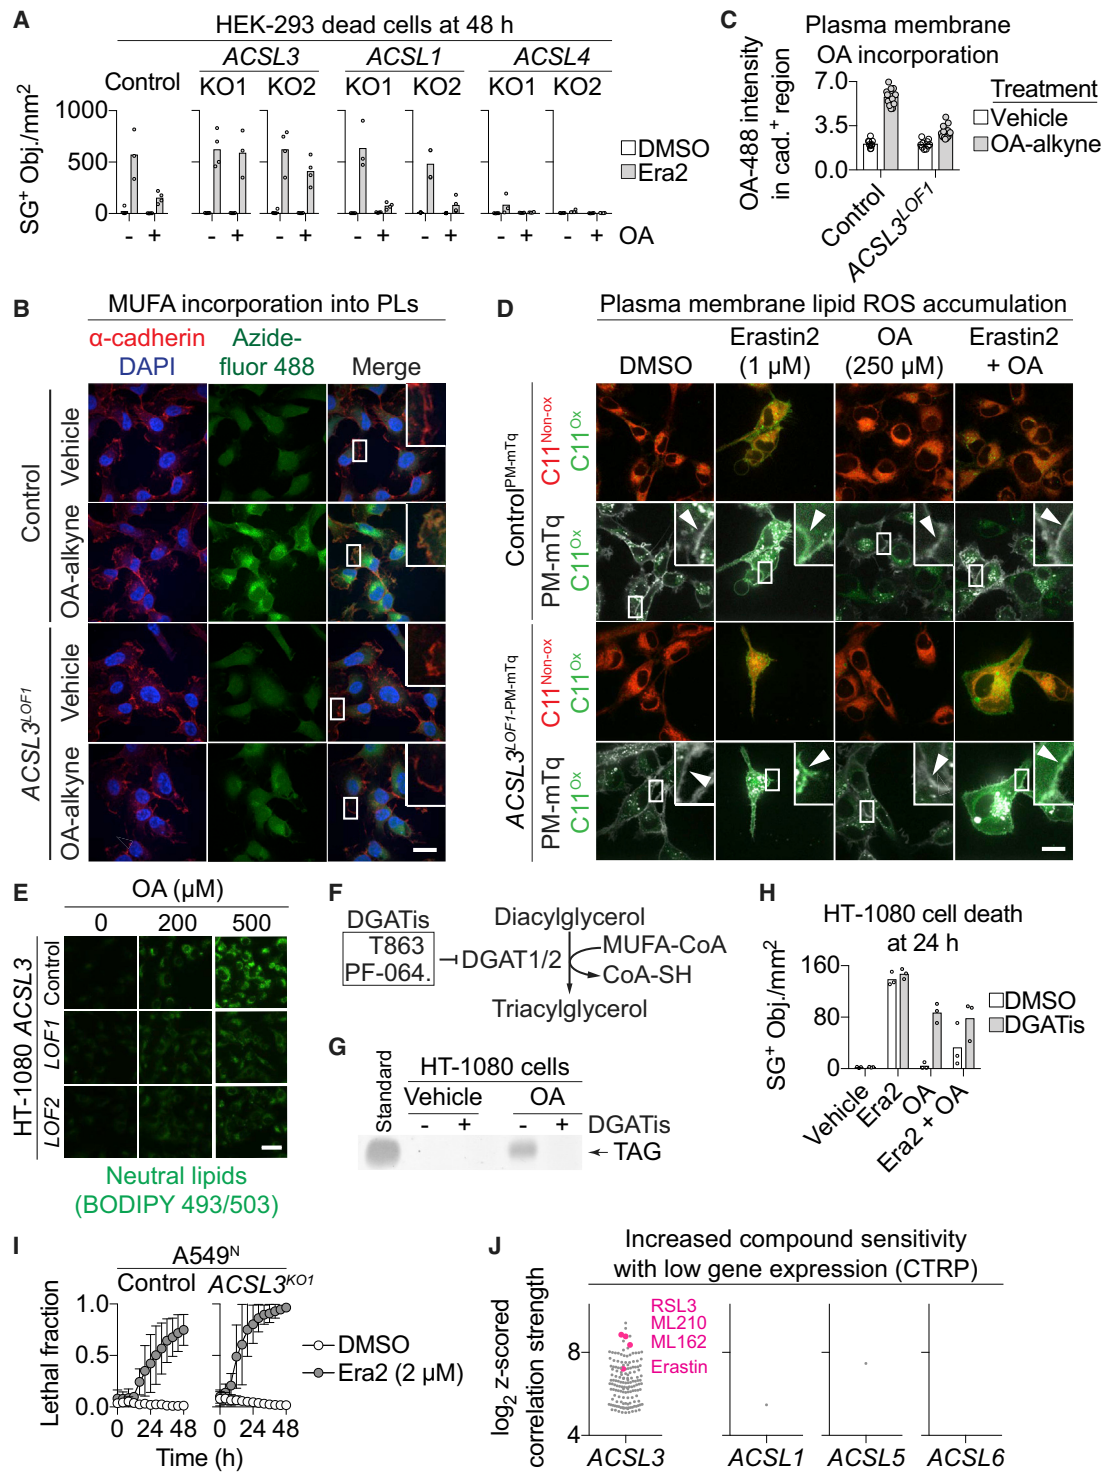 A
HEK-293 dead cells at 48 h
Control
ACSL3
ACSL1
ACSL4
KO1 KO2
KO1 KO2
KO1 KO2
SG+ Obj./mm2
1000
500
0
- + - + - + - + - + - + - + OA
DMSO
Era2
C
Plasma membrane
OA incorporation
OA-488 intensity
in cad.+ region
7.0
3.5
0.0
Control
ACSL3LOF1
Treatment
Vehicle
OA-alkyne
B
MUFA incorporation into PLs
α-cadherin
DAPI
Azide-
fluor 488
Merge
Control
Vehicle
OA-alkyne
ACSL3LOF1
Vehicle
OA-alkyne
D
Plasma membrane lipid ROS accumulation
DMSO
Erastin2
(1 µM)
OA
(250 µM)
Erastin2
+ OA
ControlPM-mTq
C11Non-ox
C11Ox
PM-mTq
C11Ox
ACSL3LOF1-PM-mTq
C11Non-ox
C11Ox
PM-mTq
C11Ox
E
OA (µM)
0 200 500
HT-1080 ACSL3
Control
LOF1
LOF2
Neutral lipids
(BODIPY 493/503)
F
DGATis
T863
PF-064.
DGAT1/2
Diacylglycerol
MUFA-CoA
CoA-SH
Triacylglycerol
G
Standard
HT-1080 cells
Vehicle
OA
- + - + DGATis
TAG
H
HT-1080 cell death
at 24 h
SG+ Obj./mm2
160
80
0
Vehicle
Era2
OA
Era2 + OA
DMSO
DGATis
I
A549N
Control
ACSL3KO1
Lethal fraction
1.0
0.5
0.0
0 24 48
0 24 48
Time (h)
DMSO
Era2 (2 µM)
J
Increased compound sensitivity
with low gene expression (CTRP)
log2 z-scored
correlation strength
8
4
RSL3
ML210
ML162
Erastin
ACSL3
ACSL1
ACSL5
ACSL6